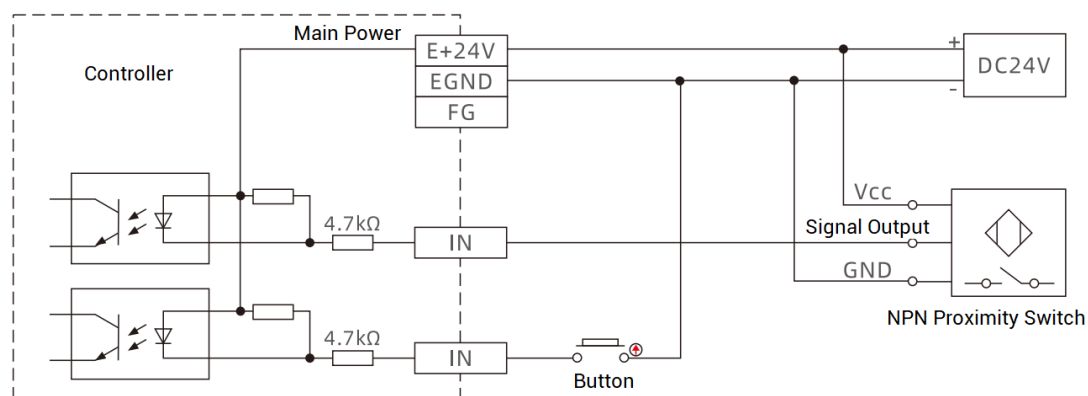 Main Power
E+24V
+
DC24V
Controller
EGND
-
FG
Vcc
4.7kΩ
Signal Output
IN
GND
NPN Proximity Switch
4.7kΩ
IN
Button